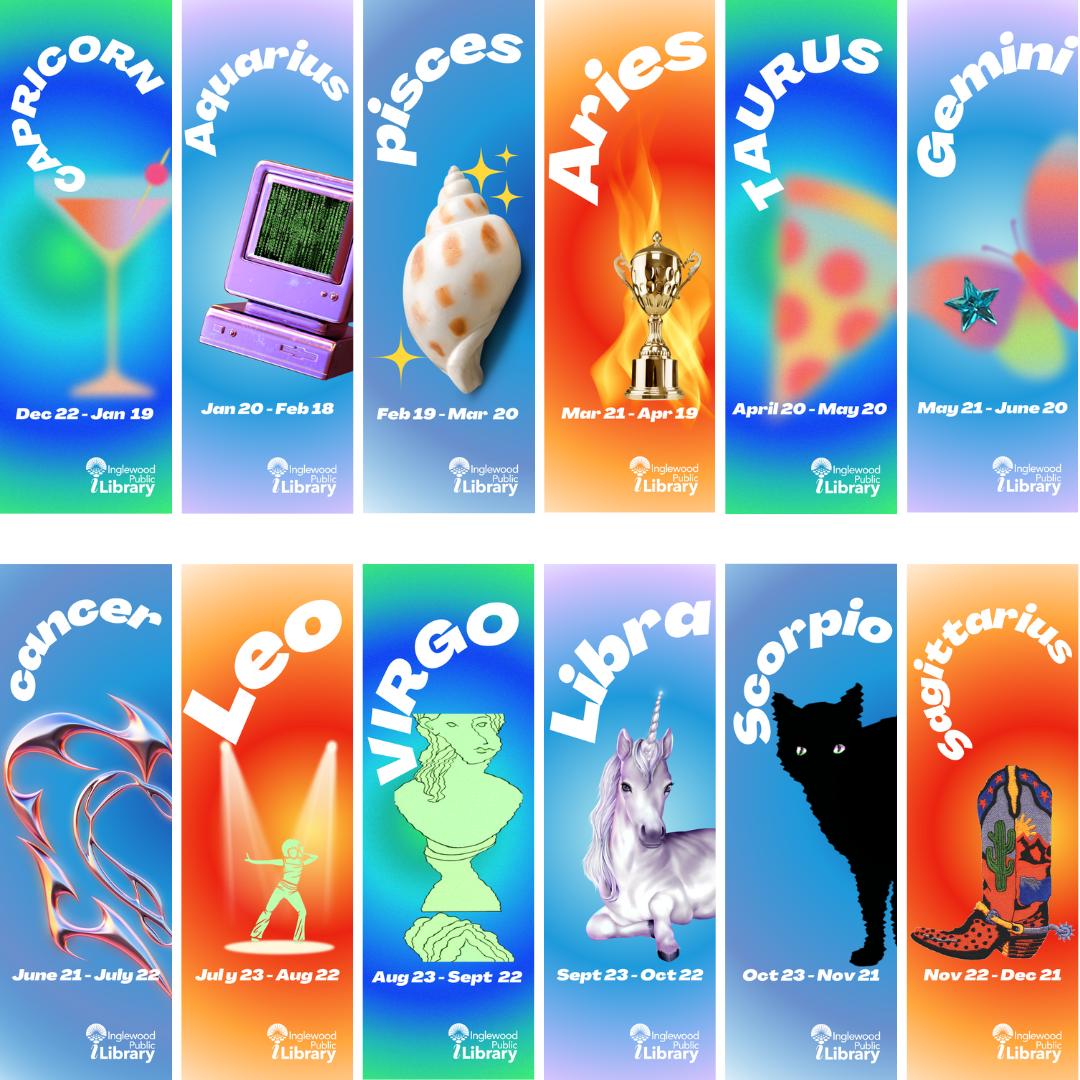 CAPRICORN
Dec 22 - Jan 19
Inglewood
Public
Library
Aquarius
Jan 20 - Feb 18
Inglewood
Public
Library
pisces
Feb 19 - Mar 20
Inglewood
Public
Library
Aries
Mar 21 - Apr 19
Inglewood
Public
Library
TAURUS
April 20 - May 20
Inglewood
Public
Library
Gemini
May 21 - June 20
Inglewood
Public
Library
cancer
June 21 - July 22
Inglewood
Public
Library
Leo
July 23 - Aug 22
Inglewood
Public
Library
VIRGO
Aug 23 - Sept 22
Inglewood
Public
Library
Libra
Sept 23 - Oct 22
Inglewood
Public
Library
Scorpio
Oct 23 - Nov 21
Inglewood
Public
Library
sagittarius
Nov 22 - Dec 21
Inglewood
Public
Library